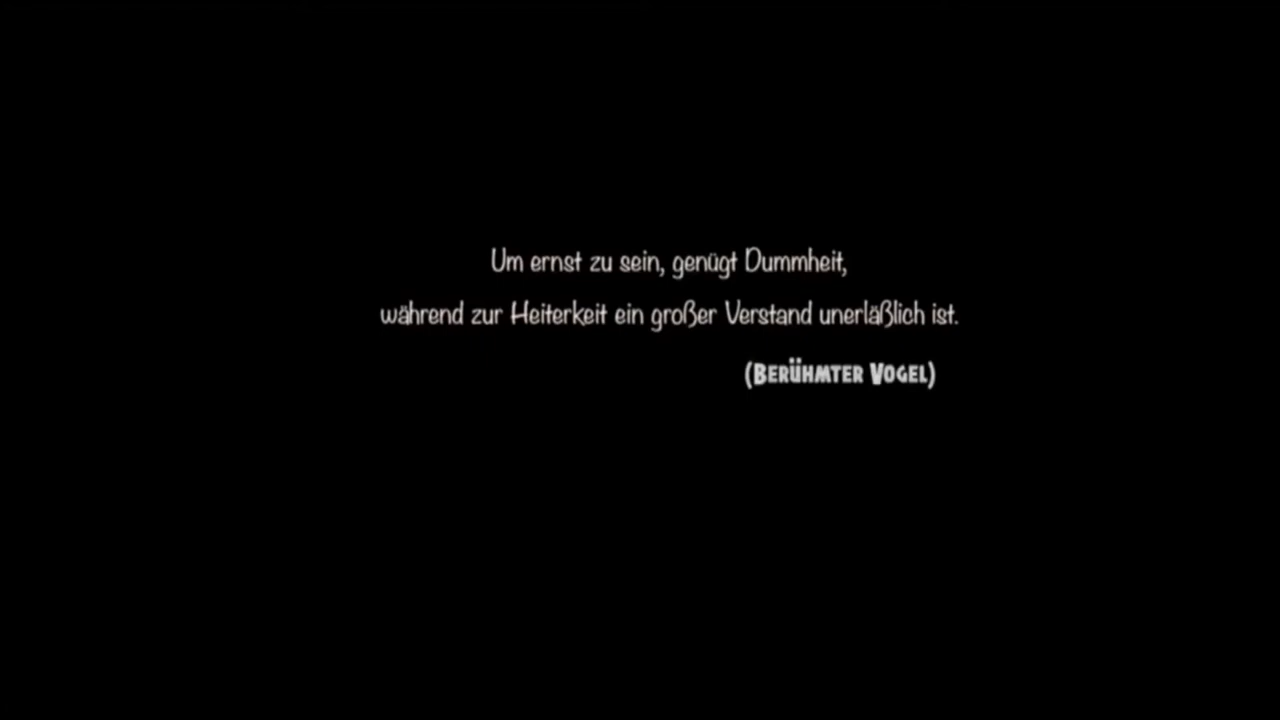 Um ernst zu sein, genügt Dummheit,
während zur Heiterkeit ein großer Verstand unerläßlich ist.
(BERÜHMTER VOGEL)